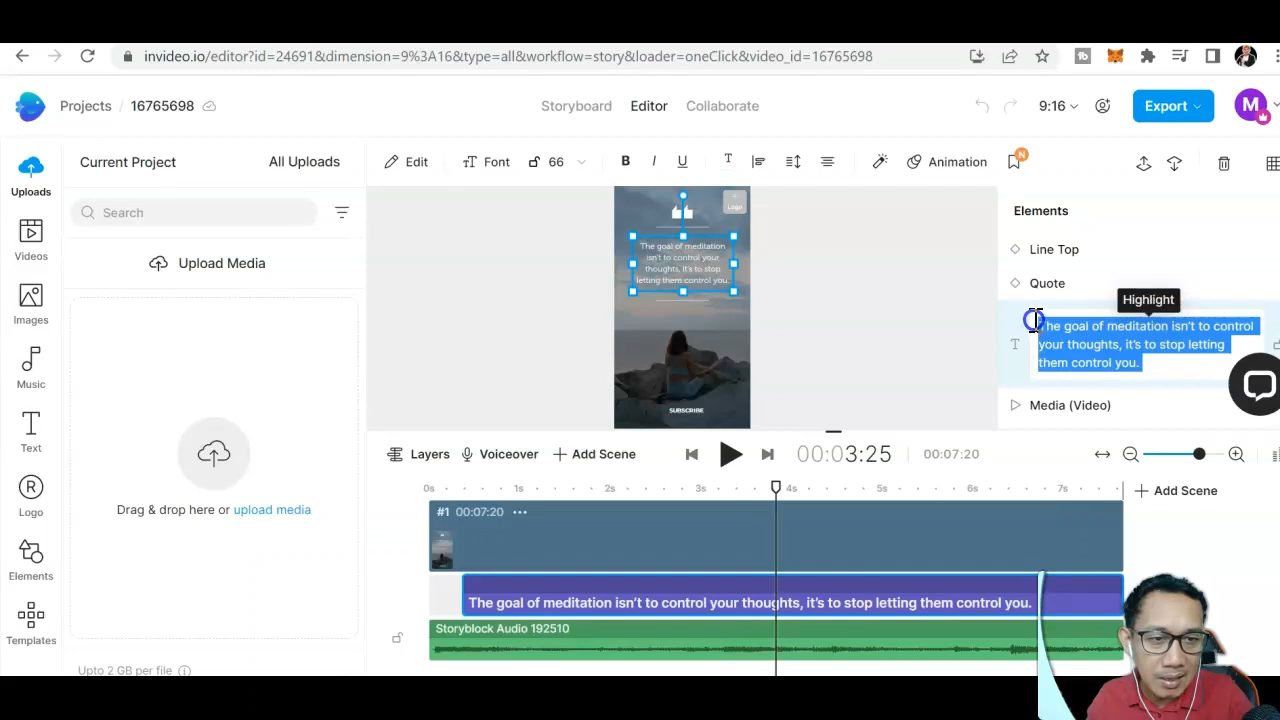 invideo.io/editor?id=24691&dimension=9%3A16&type=all&workflow=story&loader=oneClick&video_id=16765698
Projects / 16765698
Storyboard Editor Collaborate
9:16
Export
M
Current Project All Uploads
Edit Font 66 B I U T Animation N
Uploads
Search
Logo
Elements
Line Top
Quote
Highlight
Videos
Upload Media
The goal of meditation
isn't to control your
thoughts, it's to stop
letting them control you.
The goal of meditation isn't to control
your thoughts, it's to stop letting
them control you.
Images
Music
SUBSCRIBE
Media (Video)
Text
Layers Voiceover Add Scene 00:03:25 00:07:20
0s 1s 2s 3s 4s 5s 6s 7s
Add Scene
R
Logo
Drag & drop here or upload media
#1 00:07:20
Elements
The goal of meditation isn't to control your thoughts, it's to stop letting them control you.
Storyblock Audio 192510
Templates
Upto 2 GB per file